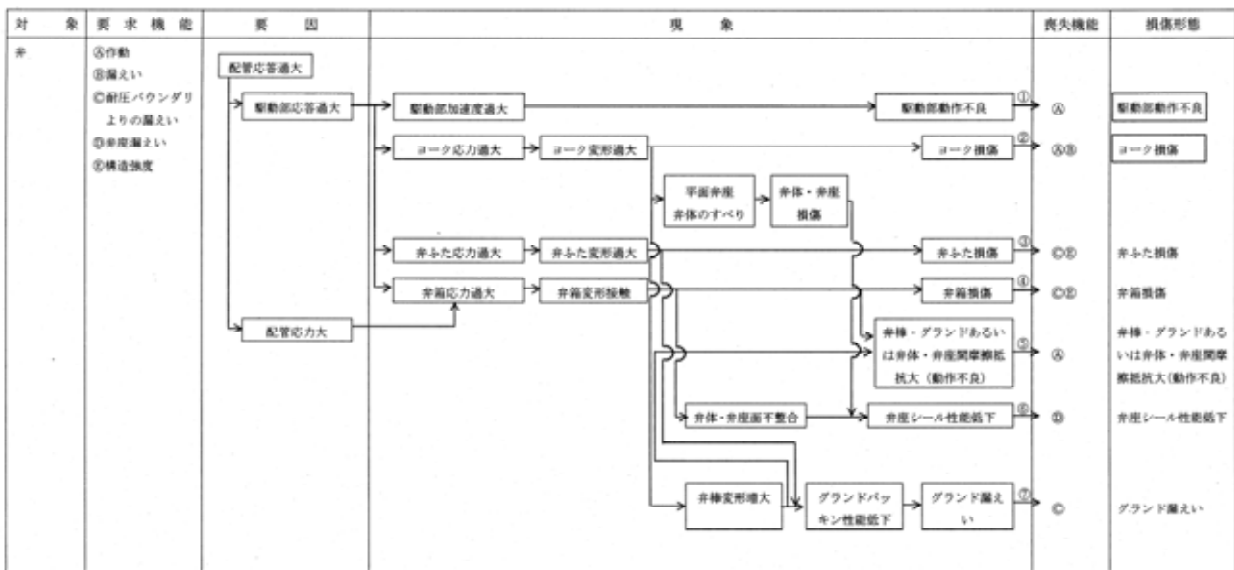 対象
要求機能
要因
現象
喪失機能
損傷形態
弁
Ⓐ作動
Ⓑ漏えい
Ⓒ耐圧バウンダリ
よりの漏えい
Ⓓ弁座漏えい
Ⓔ構造強度
配管応答過大
駆動部応答過大
駆動部加速度過大
駆動部動作不良
①
Ⓐ
駆動部動作不良
ヨーク応力過大
ヨーク変形過大
ヨーク損傷
②
ⒶⒷ
ヨーク損傷
平面弁座
弁体のすべり
弁体・弁座
損傷
弁ふた応力過大
弁ふた変形過大
弁ふた損傷
③
ⒸⒺ
弁ふた損傷
弁箱応力過大
弁箱変形接触
弁箱損傷
④
ⒸⒺ
弁箱損傷
配管応力大
弁棒・グランドあるい
は弁体・弁座間摩擦抵
抗大(動作不良)
⑤
Ⓐ
弁棒・グランドある
いは弁体・弁座間摩
擦抵抗大(動作不良)
弁体・弁座面不整合
弁座シール性能低下
⑥
Ⓓ
弁座シール性能低下
弁棒変形増大
グランドパッ
キン性能低下
グランド漏え
い
⑦
Ⓒ
グランド漏えい